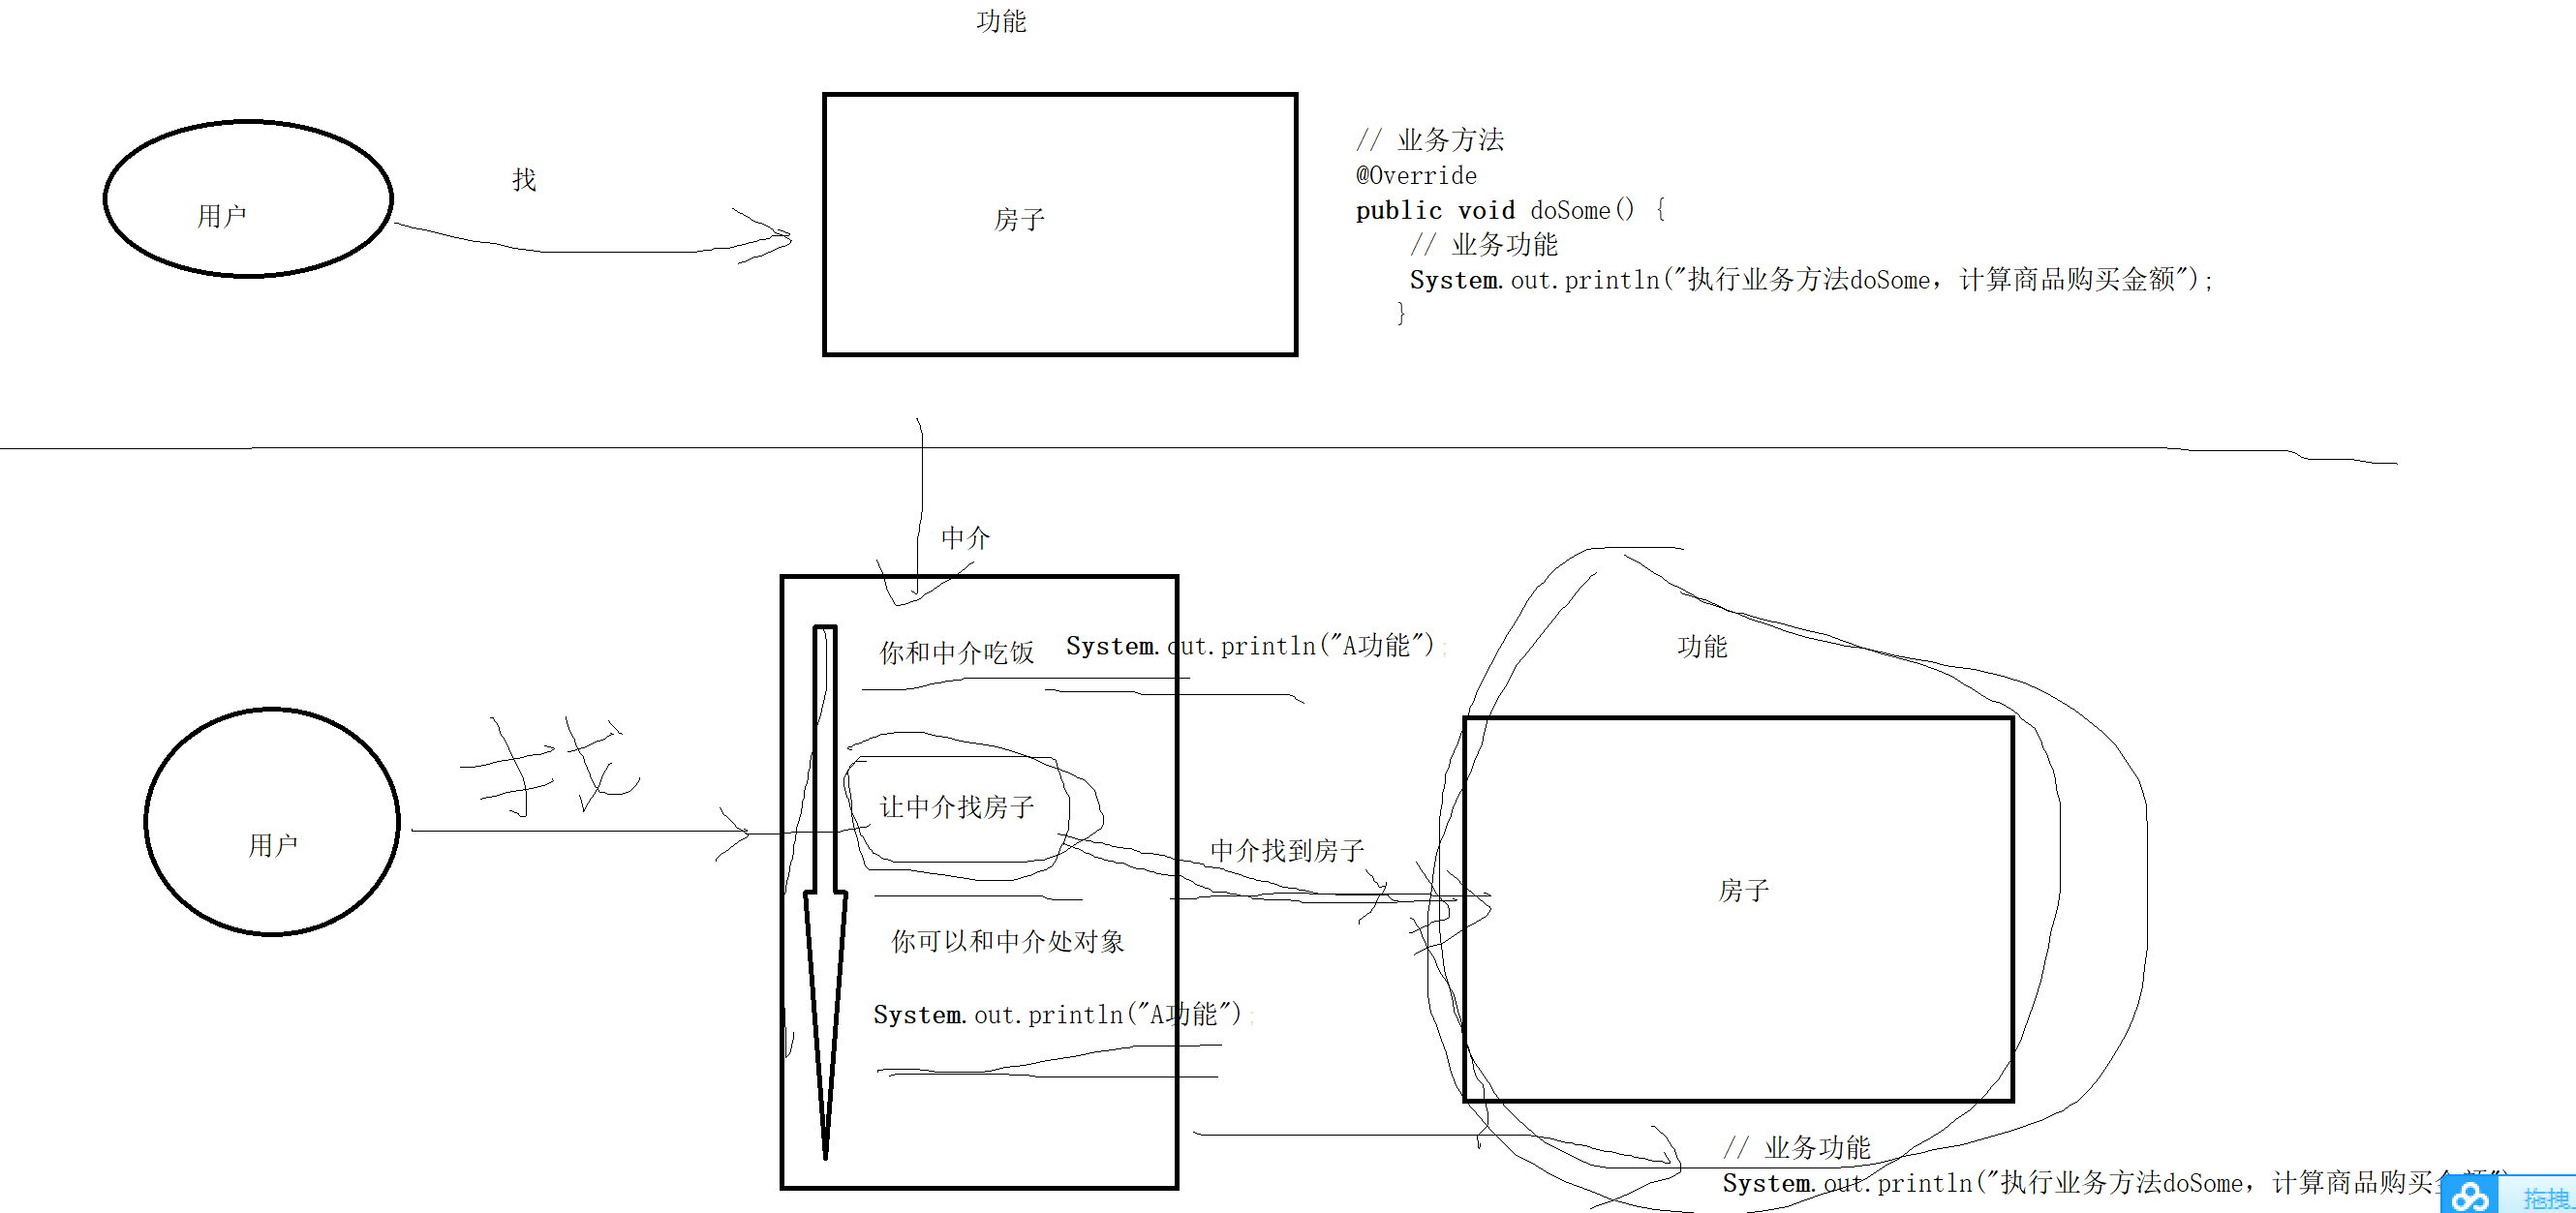 功能
用户
找
房子
// 业务方法
@Override
public void doSome() {
// 业务功能
System.out.println("执行业务方法doSome，计算商品购买金额");
}
中介
你和中介吃饭
System.out.println("A功能");
功能
用户
找
让中介找房子
中介找到房子
房子
你可以和中介处对象
System.out.println("A功能");
// 业务功能
System.out.println("执行业务方法doSome，计算商品购买
拖拽